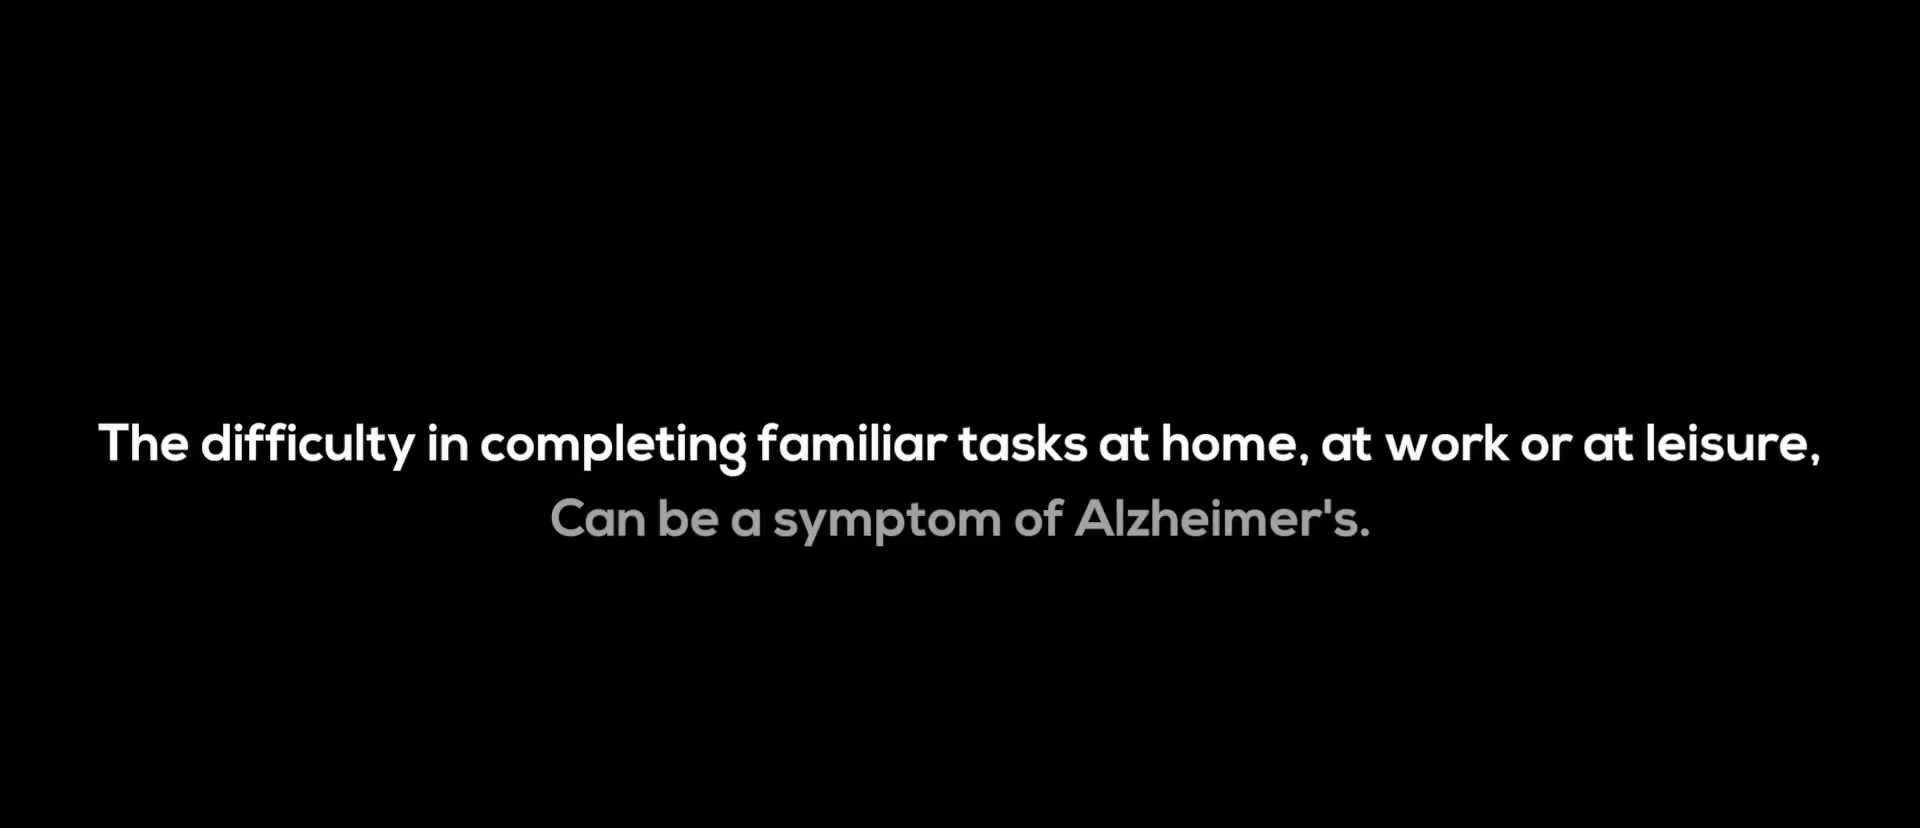 The difficulty in completing familiar tasks at home, at work or at leisure,
Can be a symptom of Alzheimer's.